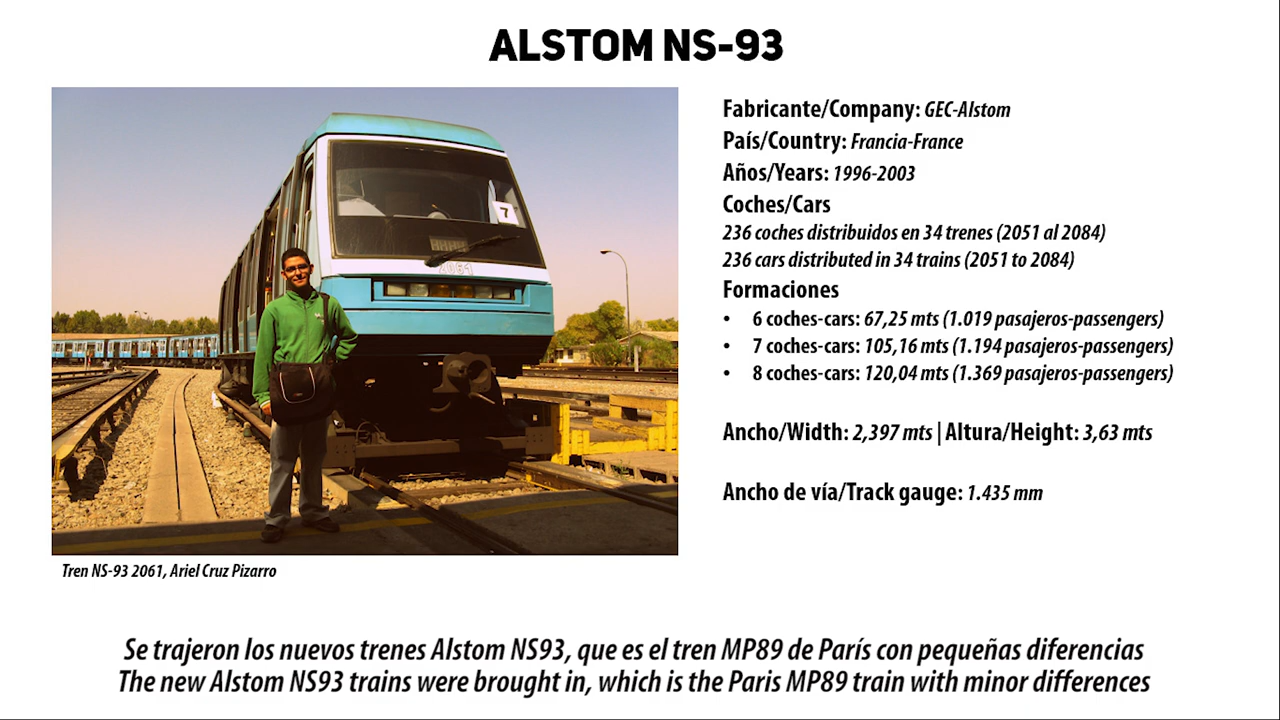 ALSTOM NS-93
7
2061
Tren NS-93 2061, Ariel Cruz Pizarro
Fabricante/Company: GEC-Alstom
País/Country: Francia-France
Años/Years: 1996-2003
Coches/Cars
236 coches distribuidos en 34 trenes (2051 al 2084)
236 cars distributed in 34 trains (2051 to 2084)
Formaciones
• 6 coches-cars: 67,25 mts (1.019 pasajeros-passengers)
• 7 coches-cars: 105,16 mts (1.194 pasajeros-passengers)
• 8 coches-cars: 120,04 mts (1.369 pasajeros-passengers)
Ancho/Width: 2,397 mts | Altura/Height: 3,63 mts
Ancho de vía/Track gauge: 1.435 mm
Se trajeron los nuevos trenes Alstom NS93, que es el tren MP89 de París con pequeñas diferencias
The new Alstom NS93 trains were brought in, which is the Paris MP89 train with minor differences